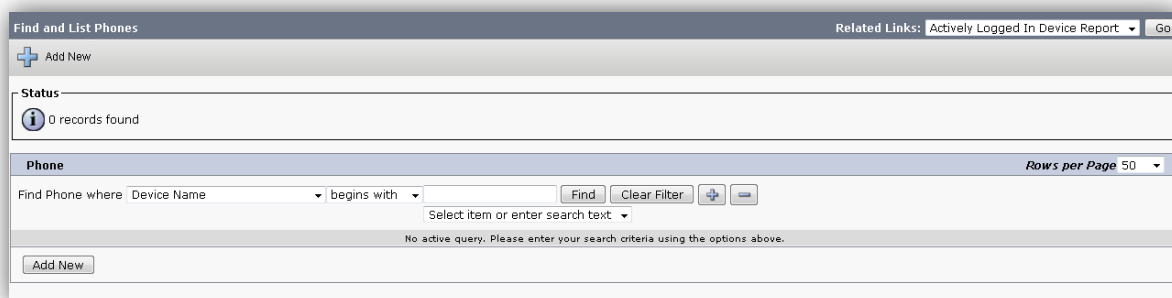 Find and List Phones Related Links: Actively Logged In Device Report Go
Add New
Status
0 records found
Phone Rows per Page 50
Find Phone where Device Name begins with Find Clear Filter
Select item or enter search text
No active query. Please enter your search criteria using the options above.
Add New